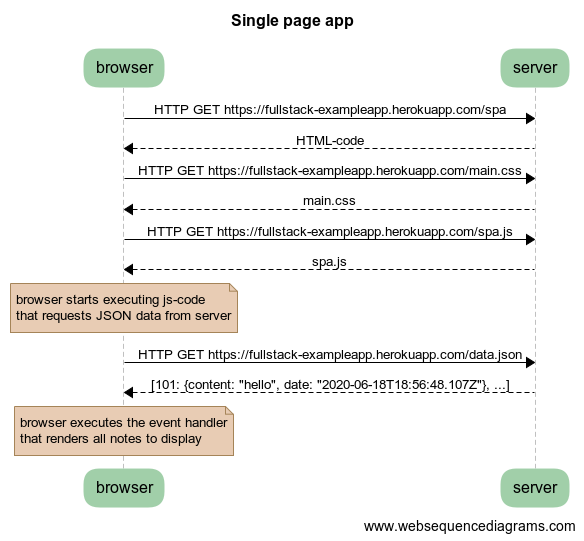 Single page app
browser server
HTTP GET https://fullstack-exampleapp.herokuapp.com/spa
HTML-code
HTTP GET https://fullstack-exampleapp.herokuapp.com/main.css
main.css
HTTP GET https://fullstack-exampleapp.herokuapp.com/spa.js
spa.js
browser starts executing js-code
that requests JSON data from server
HTTP GET https://fullstack-exampleapp.herokuapp.com/data.json
[101: {content: "hello", date: "2020-06-18T18:56:48.107Z"}, ...]
browser executes the event handler
that renders all notes to display
browser server
www.websequencediagrams.com